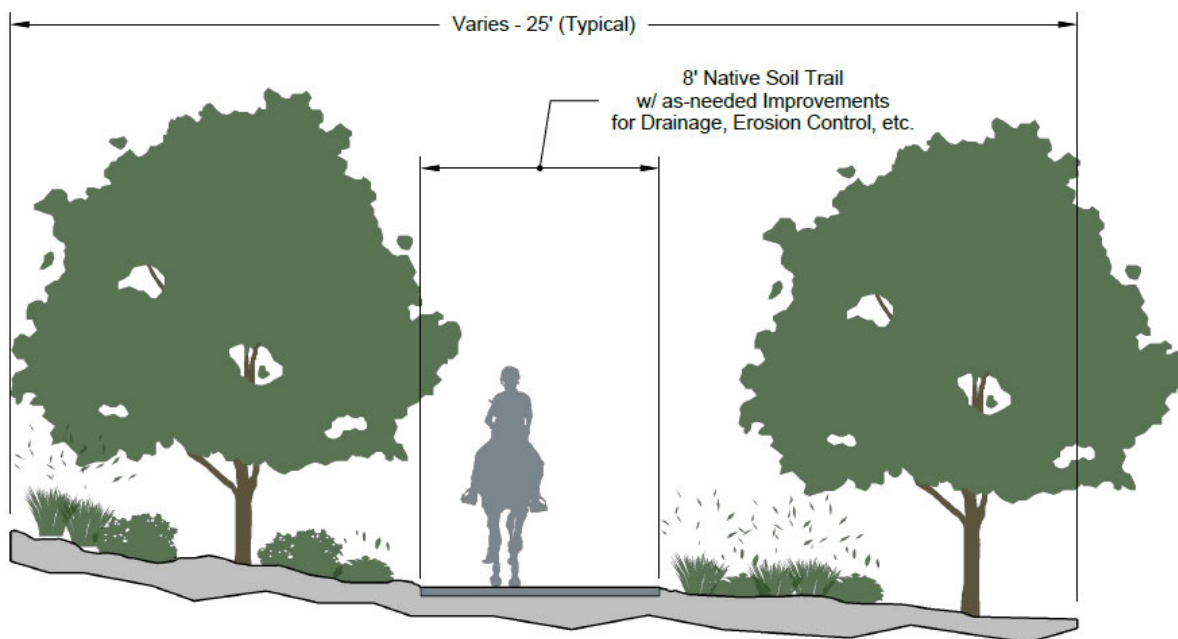 Varies - 25' (Typical)
8' Native Soil Trail
w/ as-needed Improvements
for Drainage, Erosion Control, etc.